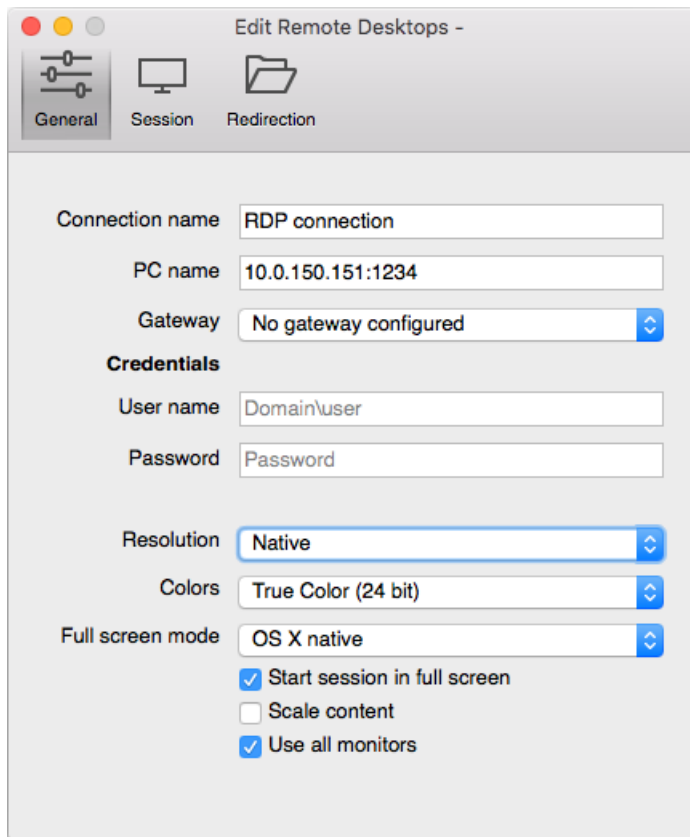 Edit Remote Desktops -
General Session Redirection
Connection name RDP connection
PC name 10.0.150.151:1234
Gateway No gateway configured
Credentials
User name Domain\user
Password Password
Resolution Native
Colors True Color (24 bit)
Full screen mode OS X native
Start session in full screen
Scale content
Use all monitors